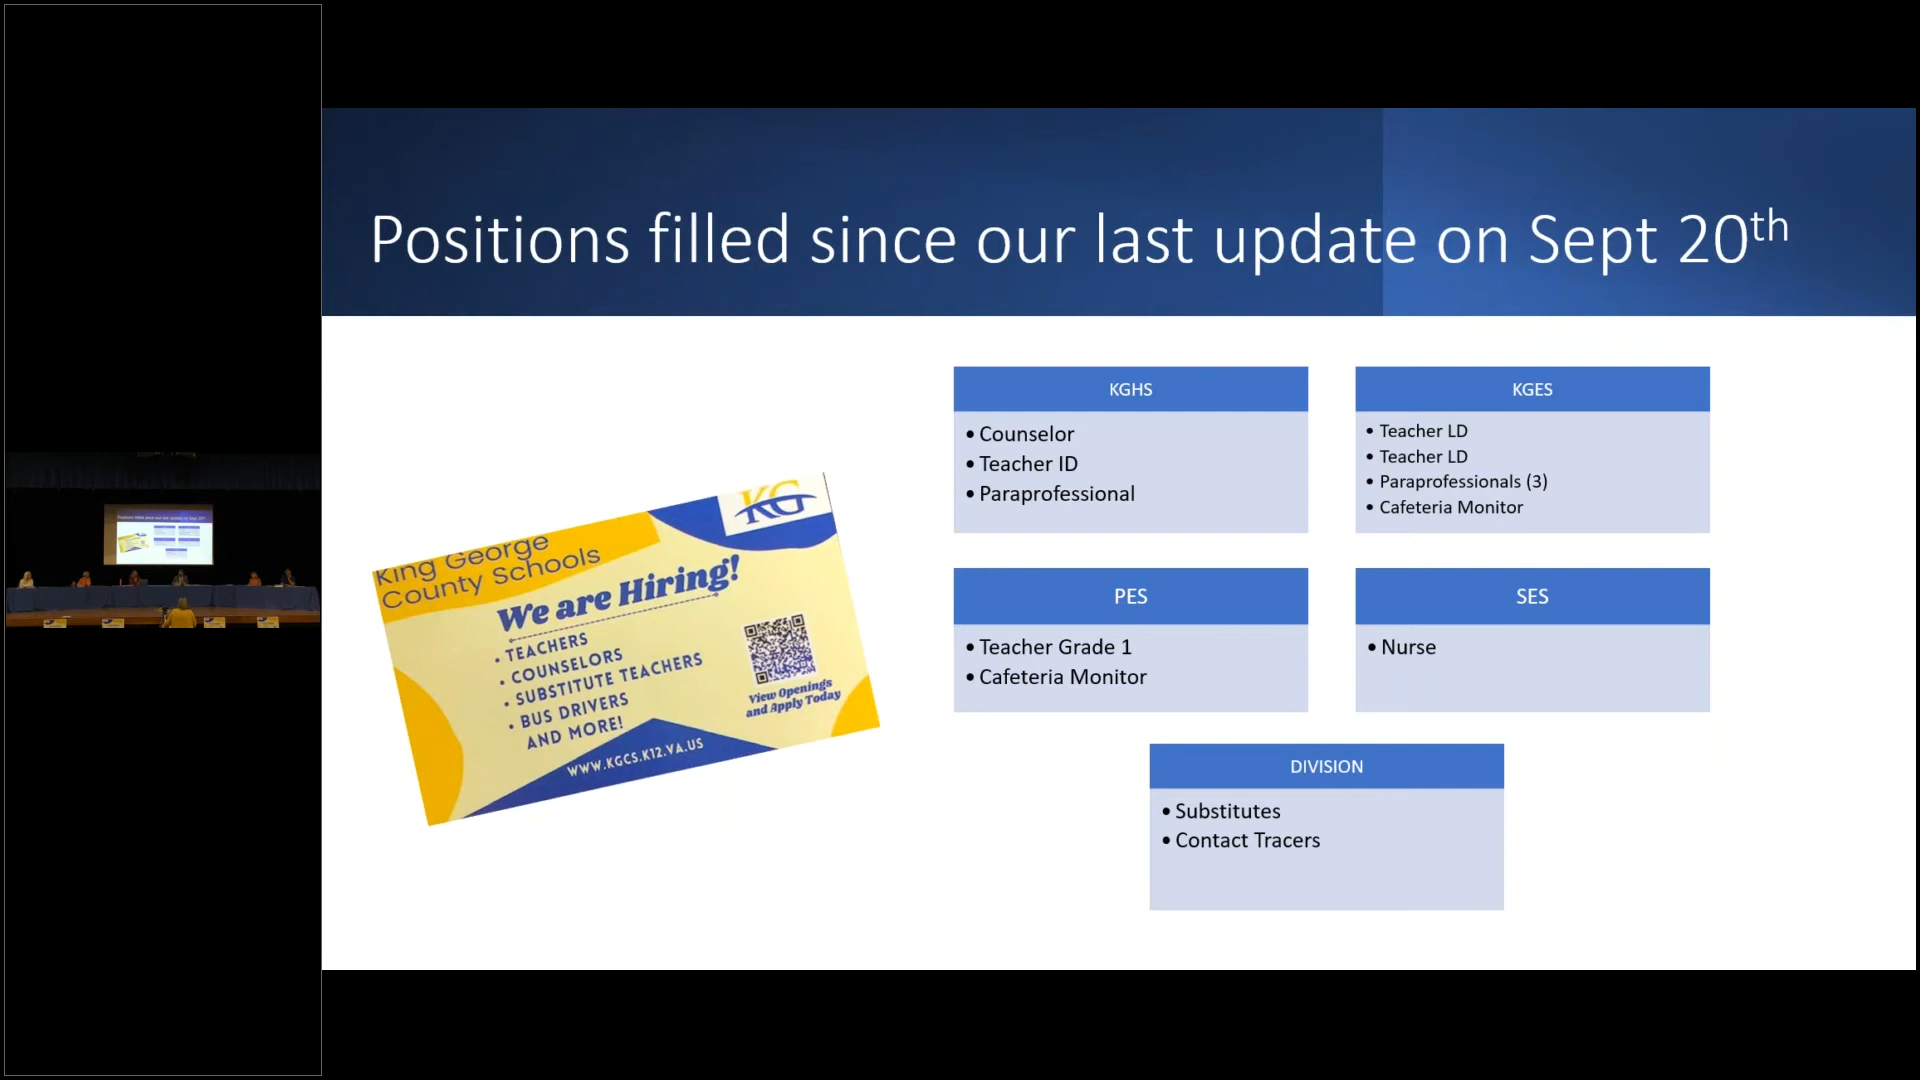 Positions filled since our last update on Sept 20th
King George
County Schools
KG
We are Hiring!
• TEACHERS
• COUNSELORS
• SUBSTITUTE TEACHERS
• BUS DRIVERS
AND MORE!
View Openings
and Apply Today
WWW.KGCS.K12.VA.US
KGHS
• Counselor
• Teacher ID
• Paraprofessional
KGES
• Teacher LD
• Teacher LD
• Paraprofessionals (3)
• Cafeteria Monitor
PES
• Teacher Grade 1
• Cafeteria Monitor
SES
• Nurse
DIVISION
• Substitutes
• Contact Tracers